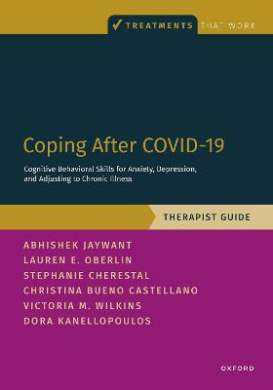 ✓ TREATMENTS THAT WORK
Coping After COVID-19
Cognitive Behavioral Skills for Anxiety, Depression,
and Adjusting to Chronic Illness
THERAPIST GUIDE
ABHISHEK JAYWANT
LAUREN E. OBERLIN
STEPHANIE CHERESTAL
CHRISTINA BUENO CASTELLANO
VICTORIA M. WILKINS
DORA KANELLOPOULOS
OXFORD